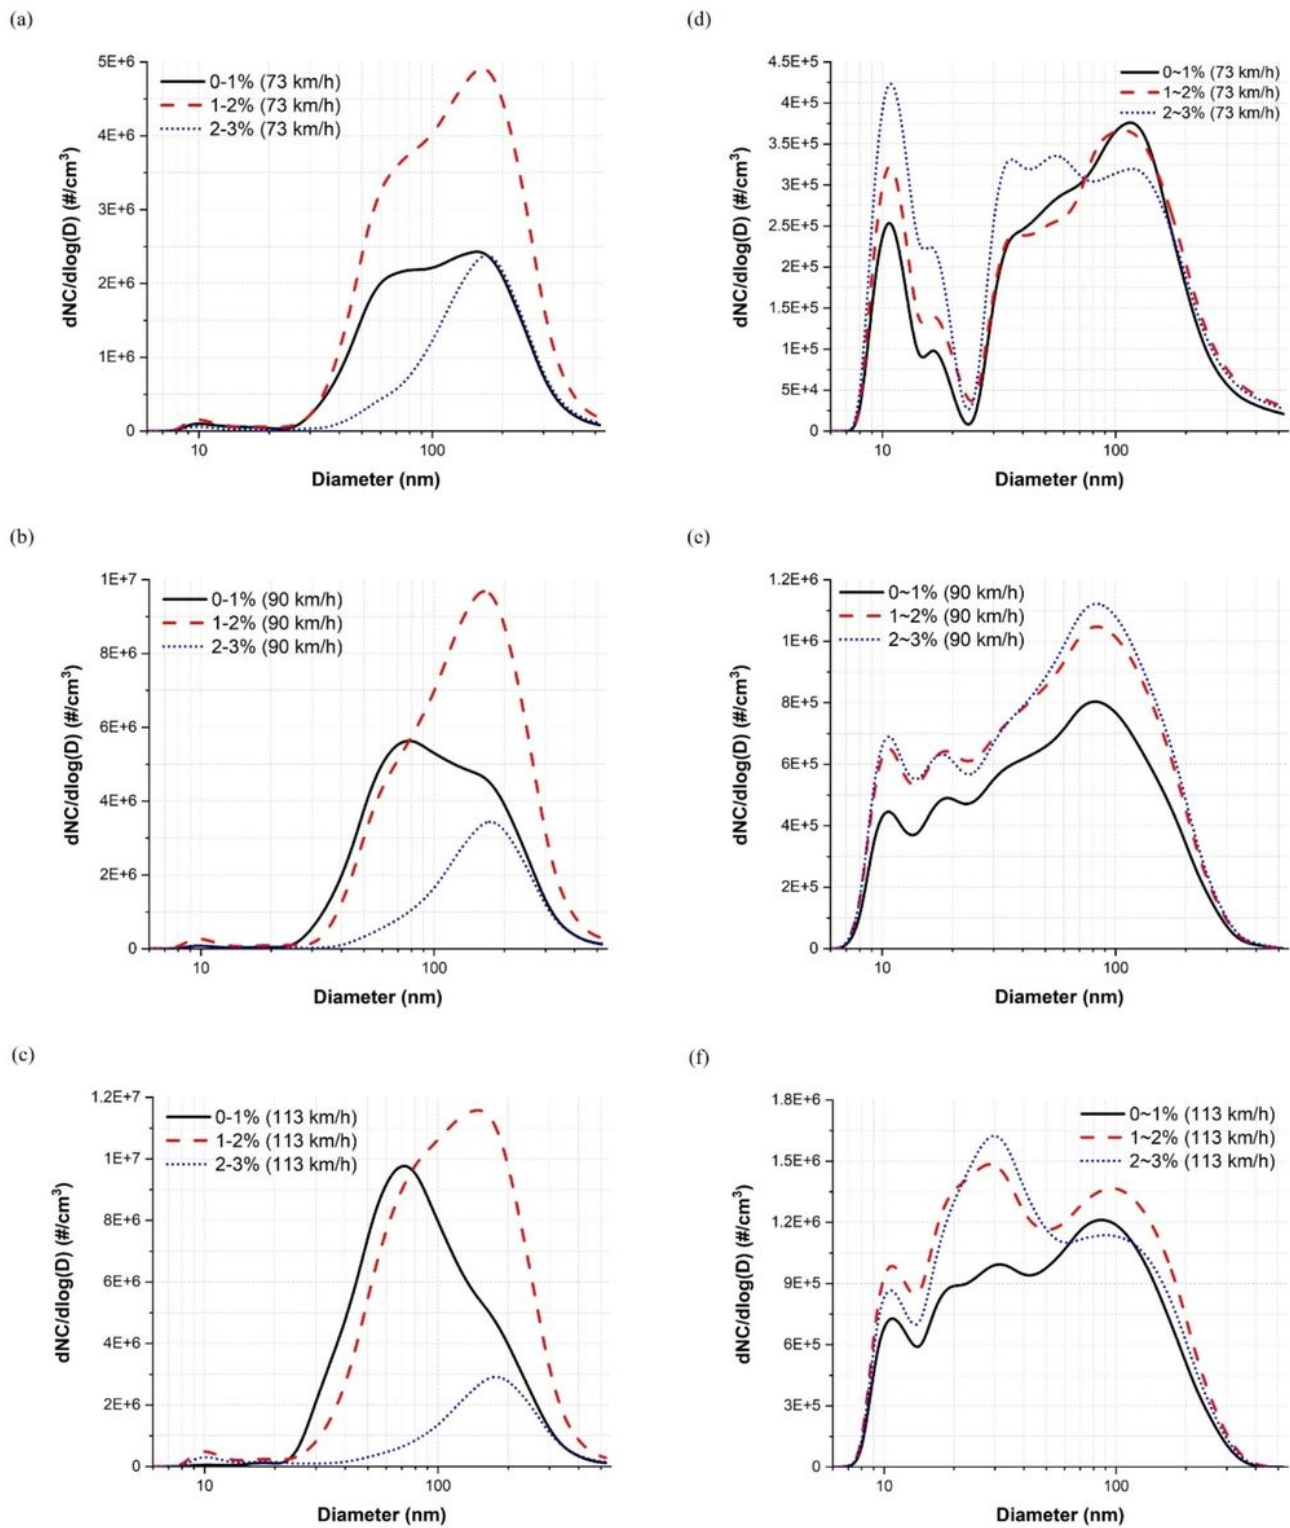 (a)
5E+6
4E+6
3E+6
2E+6
1E+6
0
dNC/dlog(D) (#/cm³)
0-1% (73 km/h)
1-2% (73 km/h)
2-3% (73 km/h)
10 100
Diameter (nm)
(d)
4.5E+5
4E+5
3.5E+5
3E+5
2.5E+5
2E+5
1.5E+5
1E+5
5E+4
0
dNC/dlog(D) (#/cm³)
0~1% (73 km/h)
1~2% (73 km/h)
2~3% (73 km/h)
10 100
Diameter (nm)
(b)
1E+7
8E+6
6E+6
4E+6
2E+6
0
dNC/dlog(D) (#/cm³)
0-1% (90 km/h)
1-2% (90 km/h)
2-3% (90 km/h)
10 100
Diameter (nm)
(e)
1.2E+6
1E+6
8E+5
6E+5
4E+5
2E+5
0
dNC/dlog(D) (#/cm³)
0~1% (90 km/h)
1~2% (90 km/h)
2~3% (90 km/h)
10 100
Diameter (nm)
(c)
1.2E+7
1E+7
8E+6
6E+6
4E+6
2E+6
0
dNC/dlog(D) (#/cm³)
0-1% (113 km/h)
1-2% (113 km/h)
2-3% (113 km/h)
10 100
Diameter (nm)
(f)
1.8E+6
1.5E+6
1.2E+6
9E+5
6E+5
3E+5
0
dNC/dlog(D) (#/cm³)
0~1% (113 km/h)
1~2% (113 km/h)
2~3% (113 km/h)
10 100
Diameter (nm)